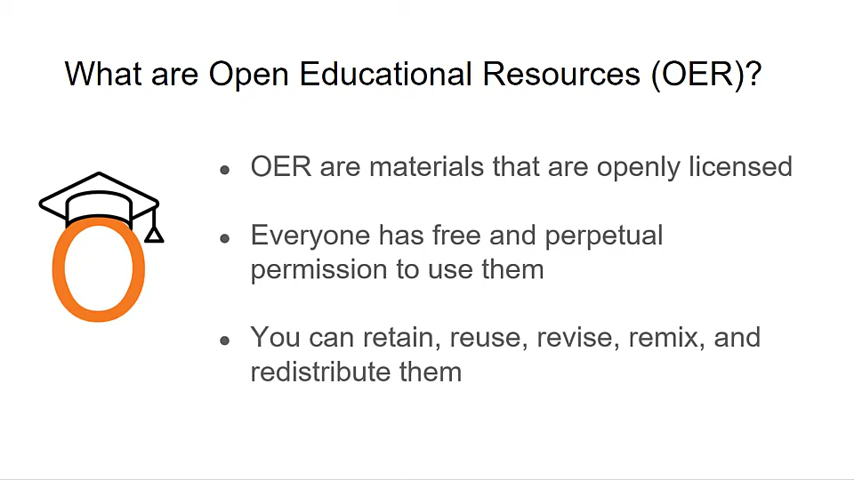 What are Open Educational Resources (OER)?
● OER are materials that are openly licensed
● Everyone has free and perpetual
permission to use them
● You can retain, reuse, revise, remix, and
redistribute them